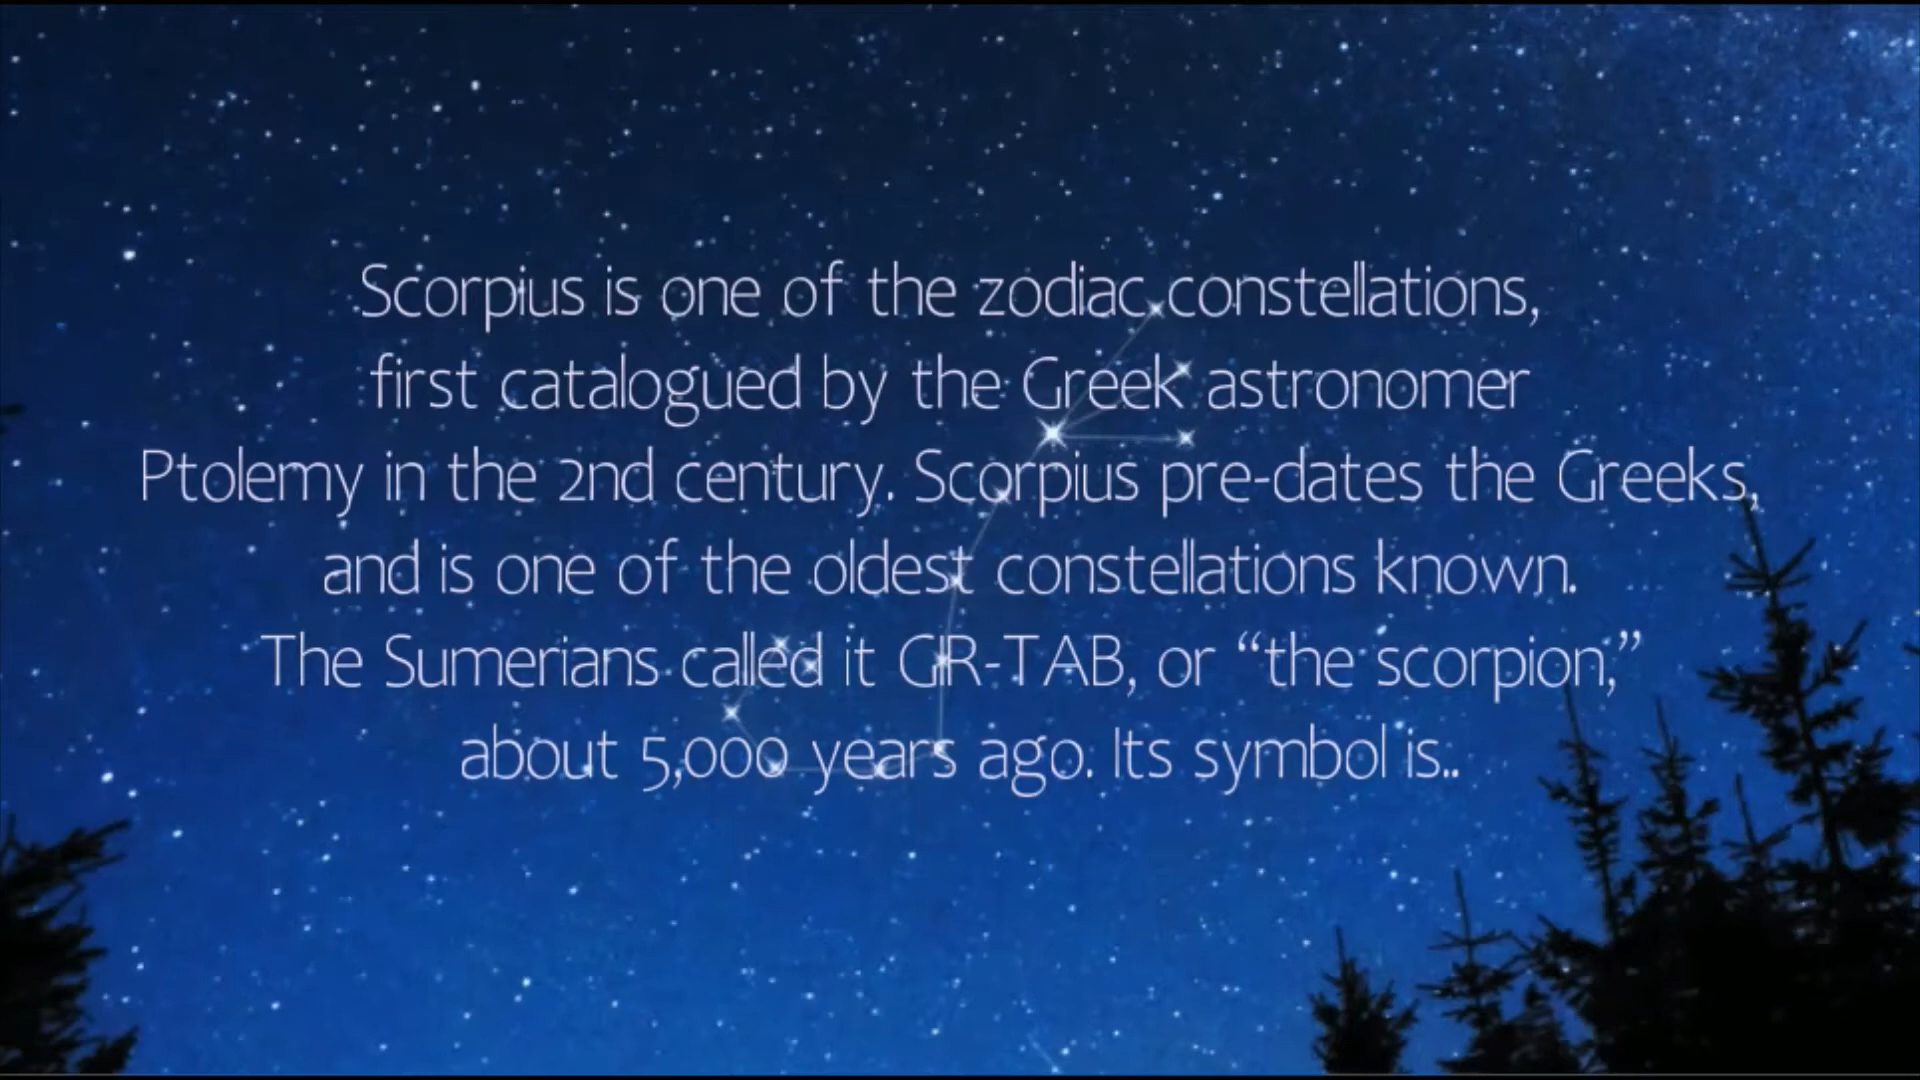 Scorpius is one of the zodiac constellations,
first catalogued by the Greek astronomer
Ptolemy in the 2nd century. Scorpius pre-dates the Greeks,
and is one of the oldest constellations known.
The Sumerians called it GIR-TAB, or “the scorpion,”
about 5,000 years ago. Its symbol is..